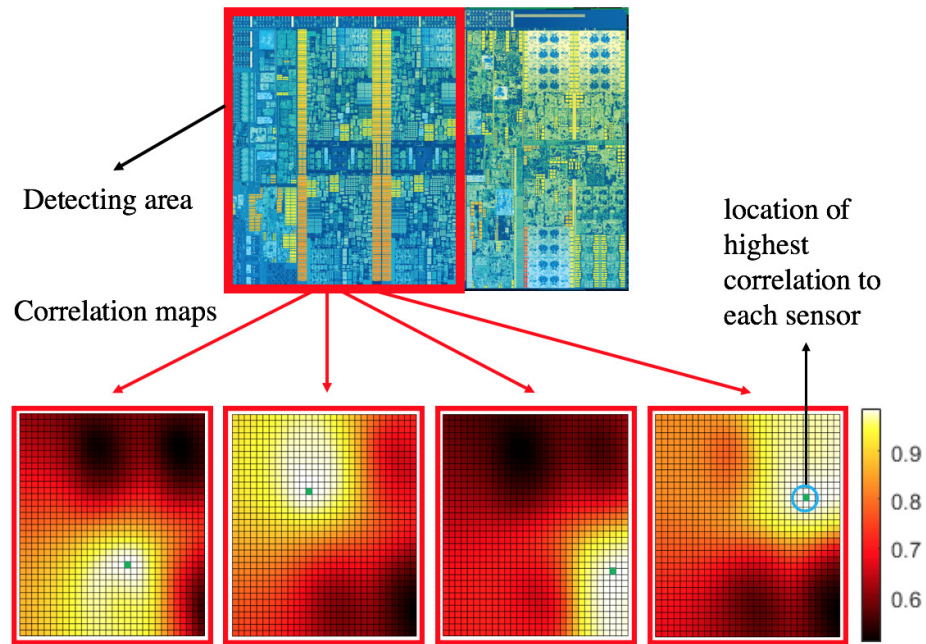 Detecting area
Correlation maps
location of
highest
correlation to
each sensor
0.9
0.8
0.7
0.6